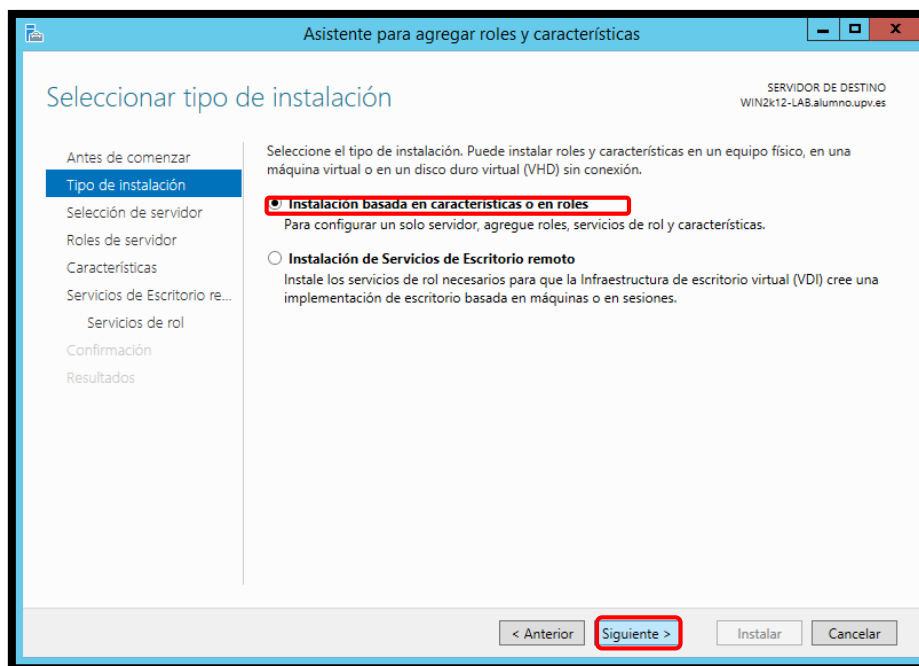 Asistente para agregar roles y características
Seleccionar tipo de instalación
SERVIDOR DE DESTINO
WIN2k12-LAB.alumno.upv.es
Antes de comenzar
Tipo de instalación
Selección de servidor
Roles de servidor
Características
Servicios de Escritorio re...
Servicios de rol
Confirmación
Resultados
Seleccione el tipo de instalación. Puede instalar roles y características en un equipo físico, en una
máquina virtual o en un disco duro virtual (VHD) sin conexión.
Instalación basada en características o en roles
Para configurar un solo servidor, agregue roles, servicios de rol y características.
Instalación de Servicios de Escritorio remoto
Instale los servicios de rol necesarios para que la Infraestructura de escritorio virtual (VDI) cree una
implementación de escritorio basada en máquinas o en sesiones.
< Anterior
Siguiente >
Instalar
Cancelar